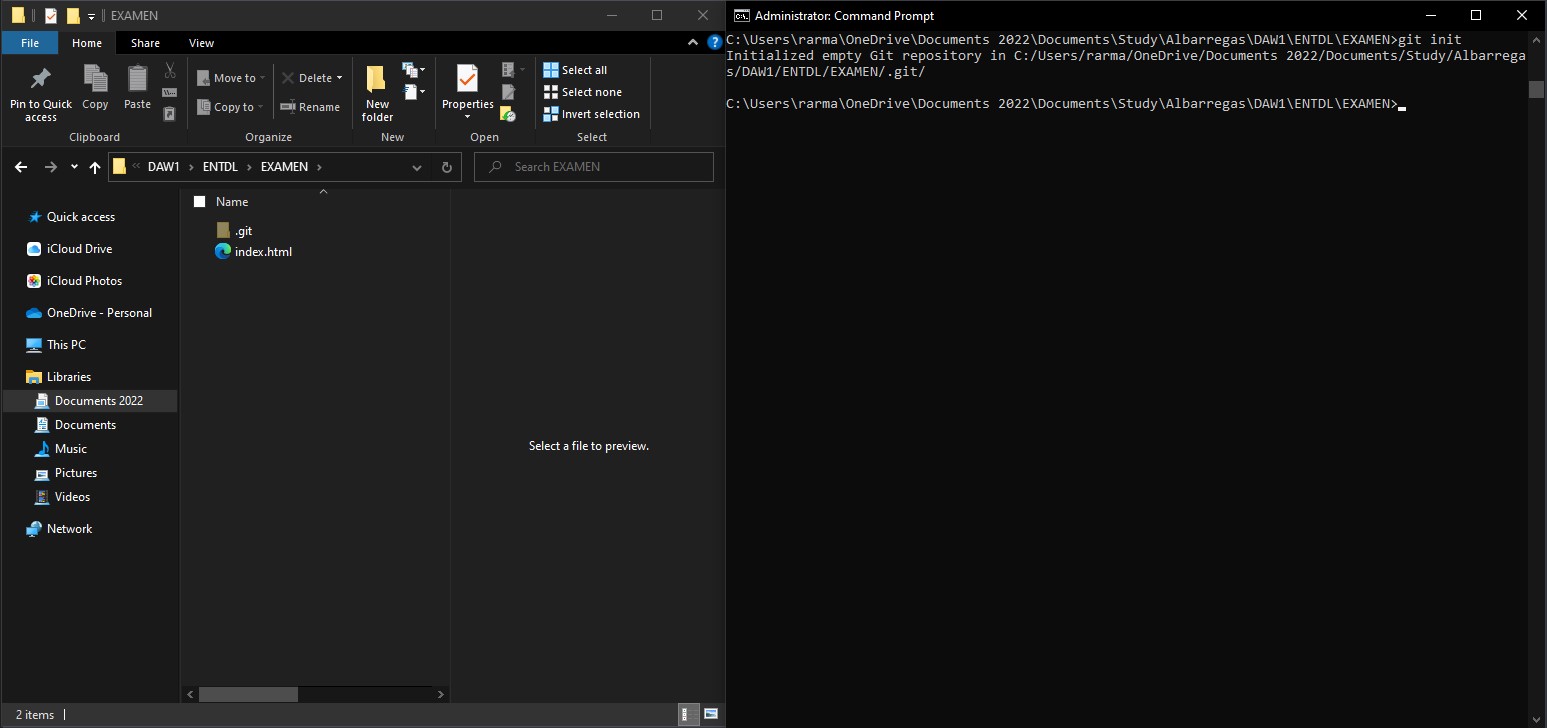 EXAMEN
File Home Share View
Pin to Quick access
Copy
Paste
Clipboard
Move to
Copy to
Delete
Rename
Organize
New folder
New
Properties
Open
Select all
Select none
Invert selection
Select
DAW1 ENTDL EXAMEN
Search EXAMEN
Quick access
iCloud Drive
iCloud Photos
OneDrive - Personal
This PC
Libraries
Documents 2022
Documents
Music
Pictures
Videos
Network
Name
.git
index.html
Select a file to preview.
2 items
Administrator: Command Prompt
C:\Users\rarma\OneDrive\Documents 2022\Documents\Study\Albarregas\DAW1\ENTDL\EXAMEN>git init
Initialized empty Git repository in C:/Users/rarma/OneDrive/Documents 2022/Documents/Study/Albarrega
s/DAW1/ENTDL/EXAMEN/.git/
C:\Users\rarma\OneDrive\Documents 2022\Documents\Study\Albarregas\DAW1\ENTDL\EXAMEN>